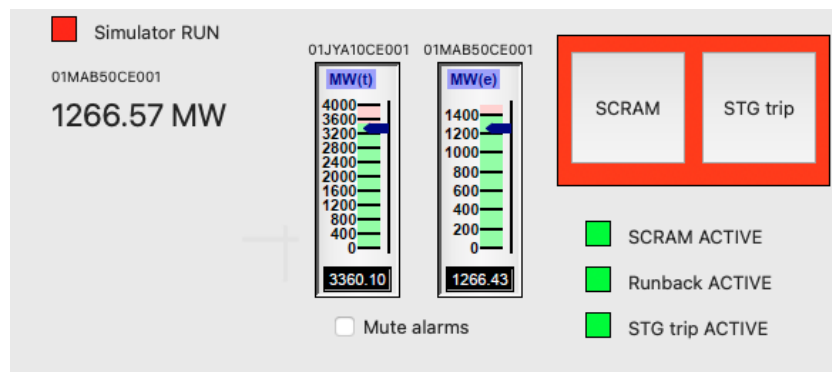 Simulator RUN
01MAB50CE001
1266.57 MW
01JYA10CE001
MW(t)
4000
3600
3200
2800
2400
2000
1600
1200
800
400
0
3360.10
01MAB50CE001
MW(e)
1400
1200
1000
800
600
400
200
0
1266.43
Mute alarms
SCRAM
STG trip
SCRAM ACTIVE
Runback ACTIVE
STG trip ACTIVE